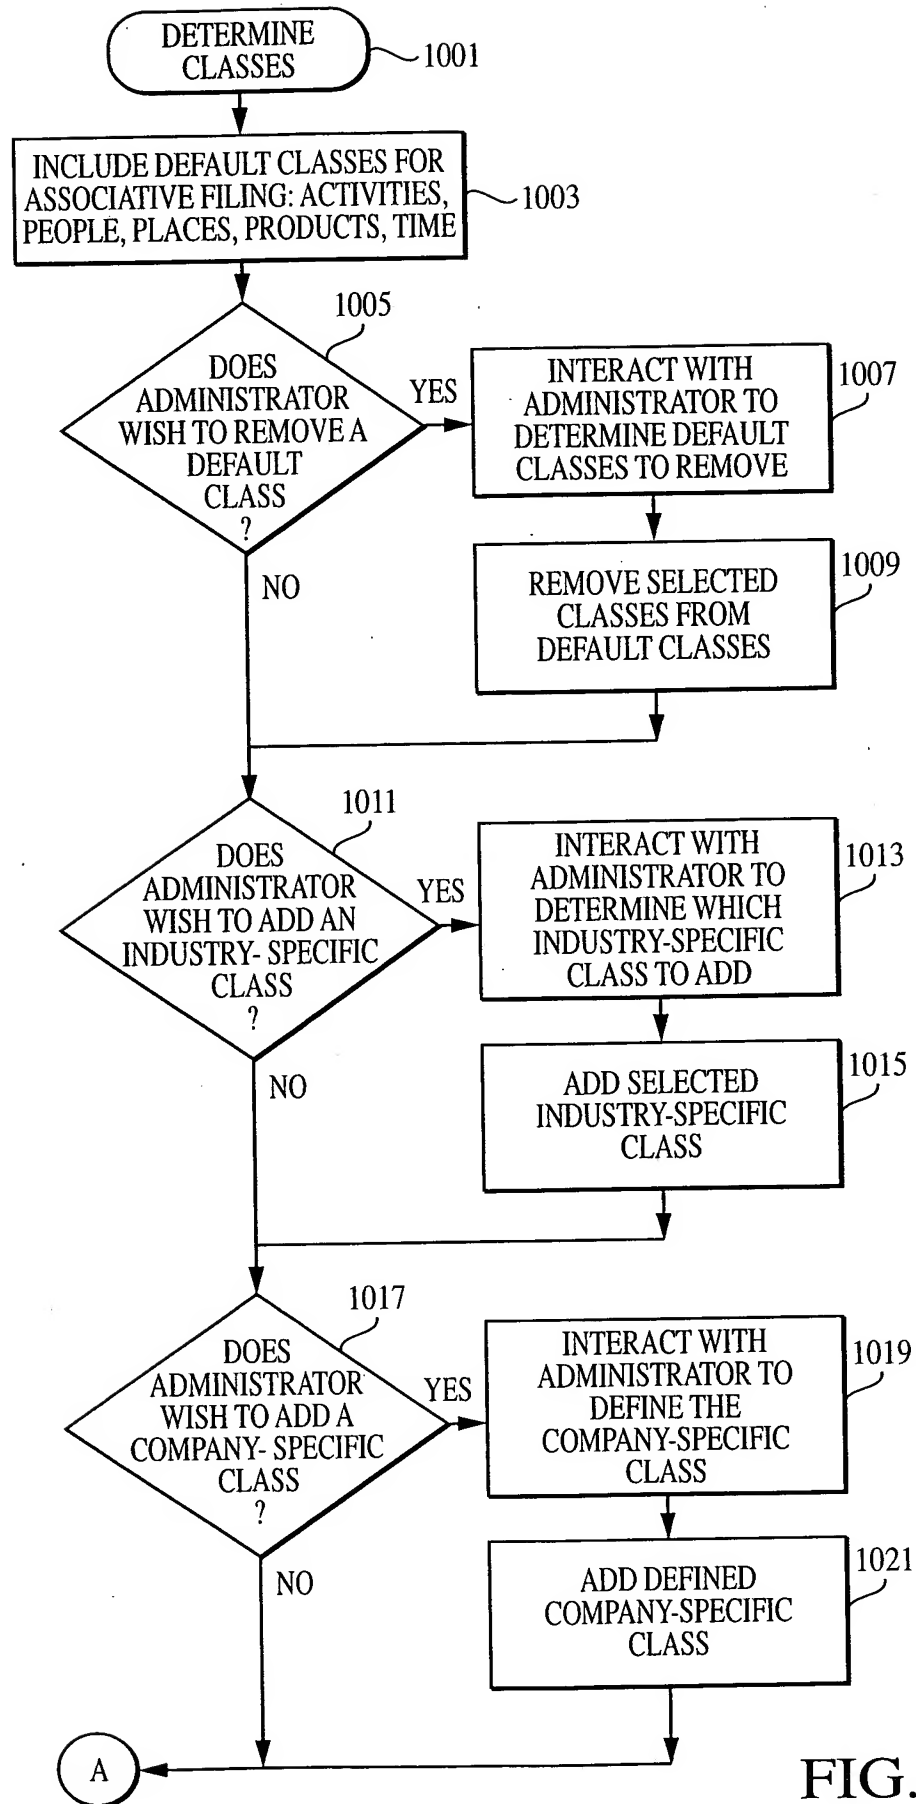 DETERMINE
CLASSES
1001
INCLUDE DEFAULT CLASSES FOR
ASSOCIATIVE FILING: ACTIVITIES,
PEOPLE, PLACES, PRODUCTS, TIME
1003
1005
DOES
ADMINISTRATOR
WISH TO REMOVE A
DEFAULT
CLASS
?
YES
NO
INTERACT WITH
ADMINISTRATOR TO
DETERMINE DEFAULT
CLASSES TO REMOVE
1007
REMOVE SELECTED
CLASSES FROM
DEFAULT CLASSES
1009
1011
DOES
ADMINISTRATOR
WISH TO ADD AN
INDUSTRY- SPECIFIC
CLASS
?
YES
NO
INTERACT WITH
ADMINISTRATOR TO
DETERMINE WHICH
INDUSTRY-SPECIFIC
CLASS TO ADD
1013
ADD SELECTED
INDUSTRY-SPECIFIC
CLASS
1015
1017
DOES
ADMINISTRATOR
WISH TO ADD A
COMPANY- SPECIFIC
CLASS
?
YES
NO
INTERACT WITH
ADMINISTRATOR TO
DEFINE THE
COMPANY-SPECIFIC
CLASS
1019
ADD DEFINED
COMPANY-SPECIFIC
CLASS
1021
A
FIG.